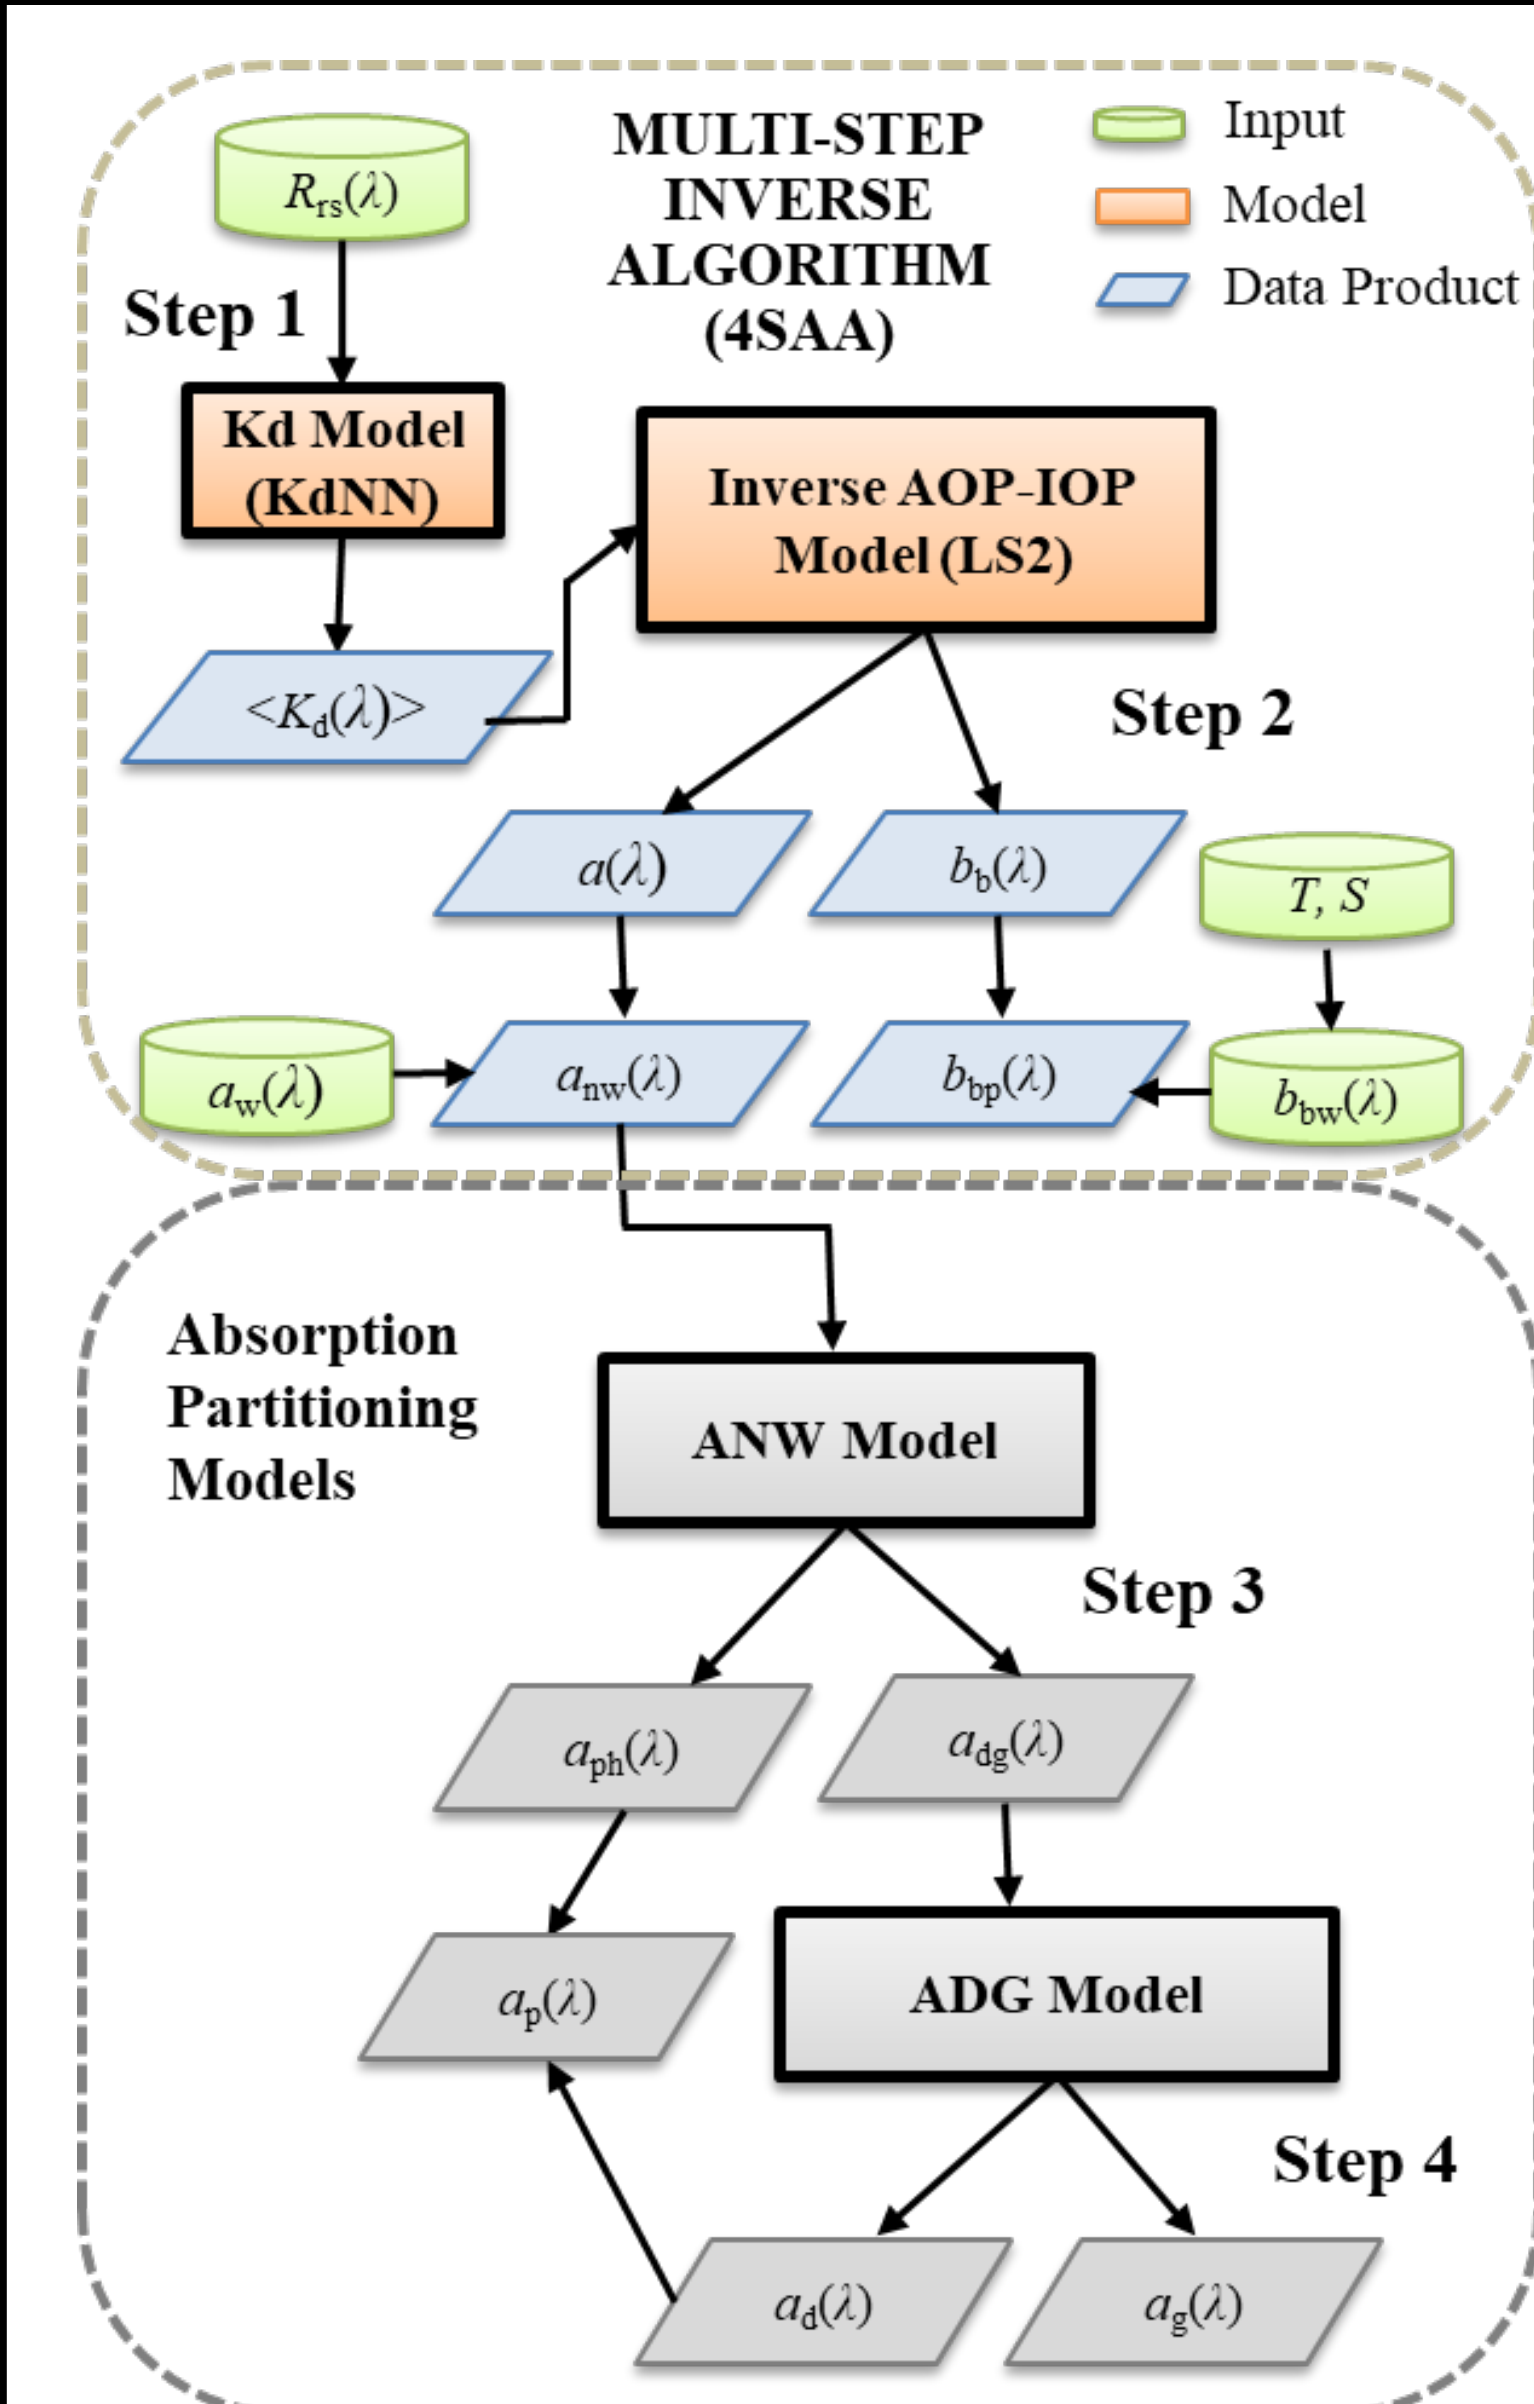 MULTI-STEP
INVERSE
ALGORITHM
(4SAA)
Input
Model
Data Product
Rrs(λ)
Step 1
Kd Model
(KdNN)
Inverse AOP-IOP
Model (LS2)
<Kd(λ)>
Step 2
a(λ)
bb(λ)
T, S
aw(λ)
anw(λ)
bbp(λ)
bbw(λ)
Absorption
Partitioning
Models
ANW Model
Step 3
aph(λ)
adg(λ)
ap(λ)
ADG Model
Step 4
ad(λ)
ag(λ)